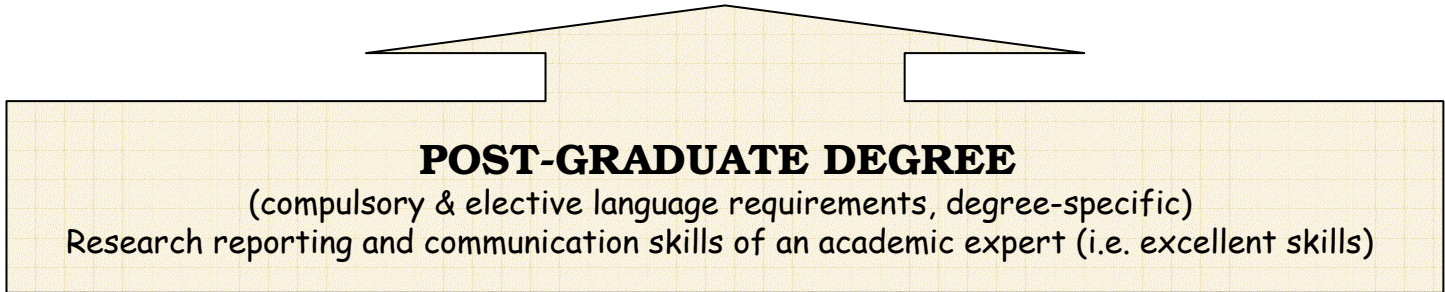 POST-GRADUATE DEGREE
(compulsory & elective language requirements, degree-specific)
Research reporting and communication skills of an academic expert (i.e. excellent skills)